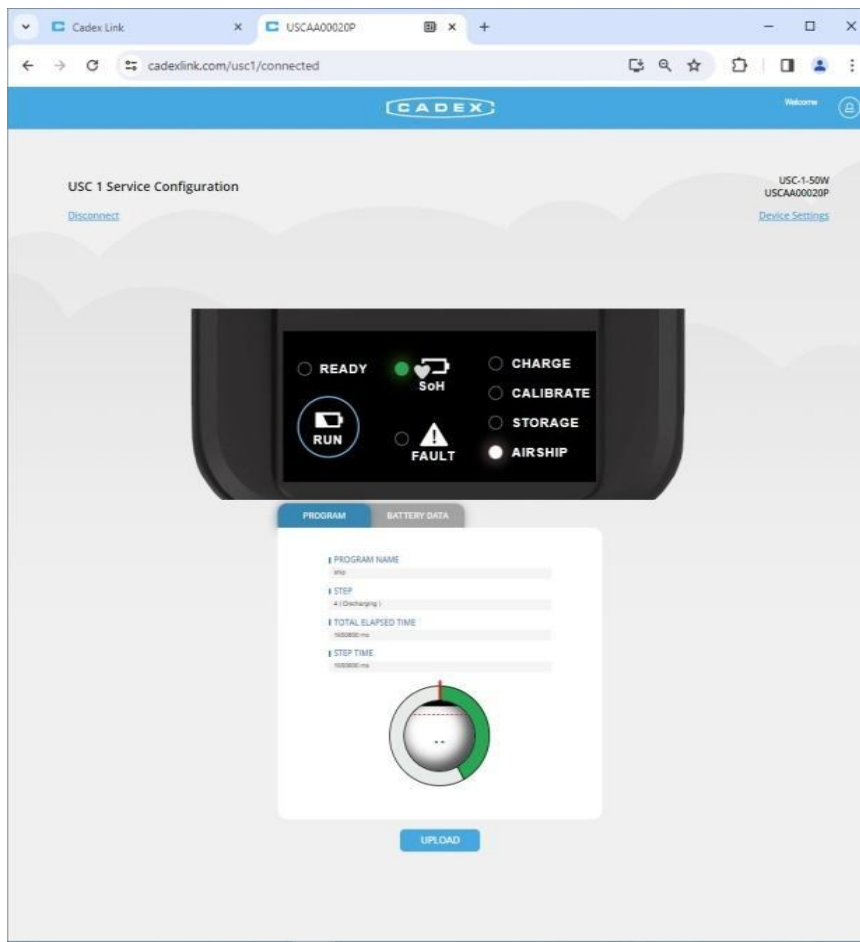 Cadex Link
USCAA00020P
cadexlink.com/usc1/connected
CADEX
Welcome
USC 1 Service Configuration
USC-1-50W
USCAA00020P
Disconnect
Device Settings
READY
SoH
RUN
FAULT
CHARGE
CALIBRATE
STORAGE
AIRSHIP
PROGRAM
BATTERY DATA
PROGRAM NAME
ship
STEP
4 ( Discharging )
TOTAL ELAPSED TIME
STEP TIME
--
UPLOAD